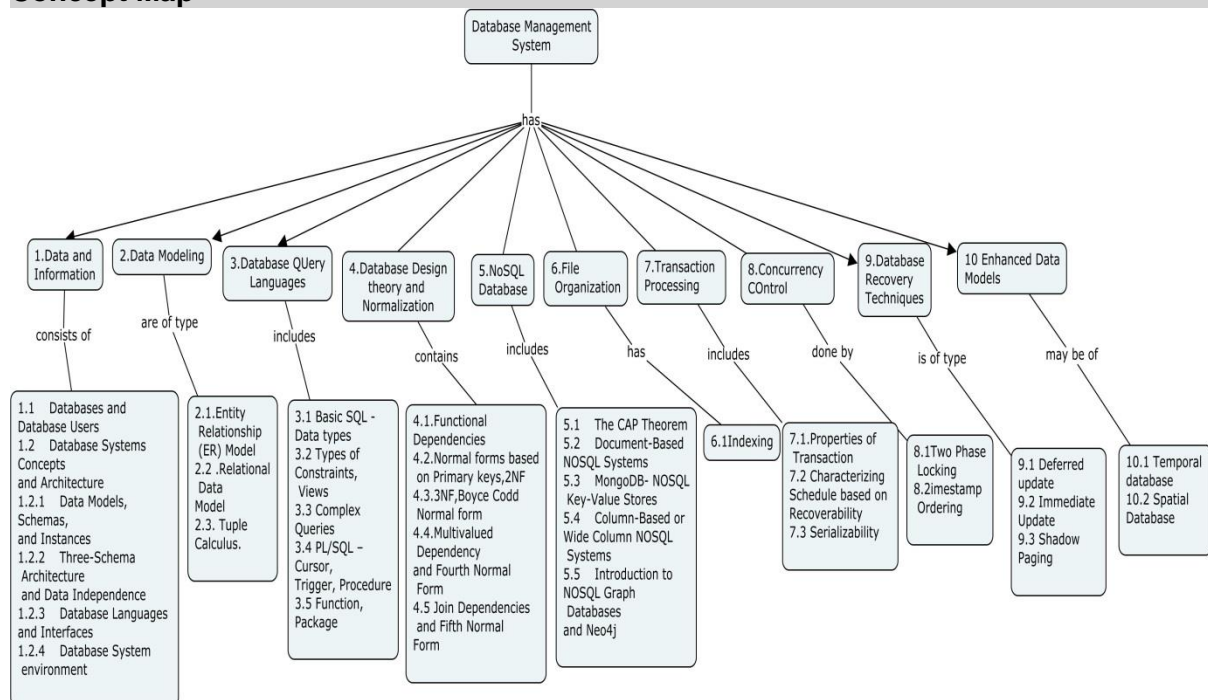 Concept Map
Database Management
System
has
1.Data and
Information
2.Data Modeling
3.Database QUery
Languages
4.Database Design
theory and
Normalization
5.NoSQL
Database
6.File
Organization
7.Transaction
Processing
8.Concurrency
COntrol
9.Database
Recovery
Techniques
10 Enhanced Data
Models
consists of
are of type
includes
contains
includes
has
includes
done by
is of type
may be of
1.1 Databases and
Database Users
1.2 Database Systems
Concepts
and Architecture
1.2.1 Data Models,
Schemas,
and Instances
1.2.2 Three-Schema
Architecture
and Data Independence
1.2.3 Database Languages
and Interfaces
1.2.4 Database System
environment
2.1.Entity
Relationship
(ER) Model
2.2 .Relational
Data
Model
2.3. Tuple
Calculus.
3.1 Basic SQL -
Data types
3.2 Types of
Constraints,
Views
3.3 Complex
Queries
3.4 PL/SQL –
Cursor,
Trigger, Procedure
3.5 Function,
Package
4.1.Functional
Dependencies
4.2.Normal forms based
on Primary keys,2NF
4.3.3NF,Boyce Codd
Normal form
4.4.Multivalued
Dependency
and Fourth Normal
Form
4.5 Join Dependencies
and Fifth Normal
Form
5.1 The CAP Theorem
5.2 Document-Based
NOSQL Systems
5.3 MongoDB- NOSQL
Key-Value Stores
5.4 Column-Based or
Wide Column NOSQL
Systems
5.5 Introduction to
NOSQL Graph
Databases
and Neo4j
6.1Indexing
7.1.Properties of
Transaction
7.2 Characterizing
Schedule based on
Recoverability
7.3 Serializability
8.1Two Phase
Locking
8.2imestamp
Ordering
9.1 Deferred
update
9.2 Immediate
Update
9.3 Shadow
Paging
10.1 Temporal
database
10.2 Spatial
Database